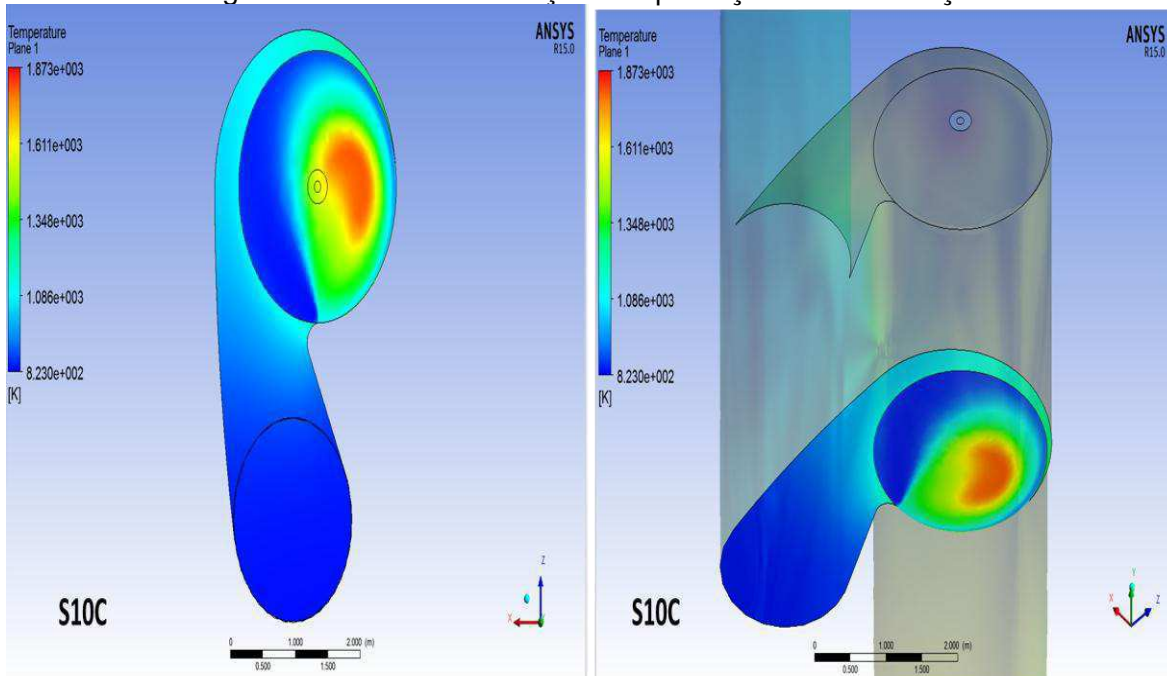 Temperature
Plane 1
1.873e+003
1.611e+003
1.348e+003
1.086e+003
8.230e+002
[K]
ANSYS
R15.0
S10C
Z
X
Y
0
1.000
2.000 (m)
0.500
1.500
Temperature
Plane 1
1.873e+003
1.611e+003
1.348e+003
1.086e+003
8.230e+002
[K]
ANSYS
R15.0
S10C
Y
X
Z
0
1.000
2.000 (m)
0.500
1.500